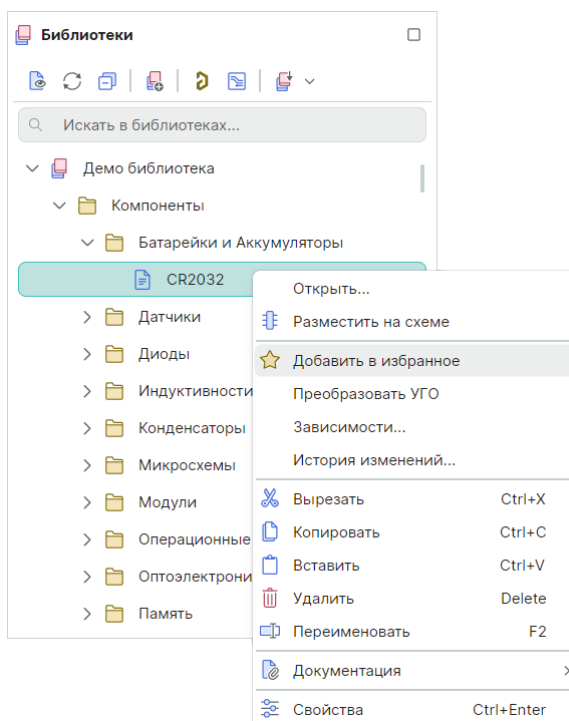 Библиотеки
Искать в библиотеках...
Демо библиотека
Компоненты
Батарейки и Аккумуляторы
CR2032
Датчики
Диоды
Индуктивности
Конденсаторы
Микросхемы
Модули
Операционные
Оптоэлектрони
Память
Открыть...
Разместить на схеме
Добавить в избранное
Преобразовать УГО
Зависимости...
История изменений...
Вырезать Ctrl+X
Копировать Ctrl+C
Вставить Ctrl+V
Удалить Delete
Переименовать F2
Документация
Свойства Ctrl+Enter